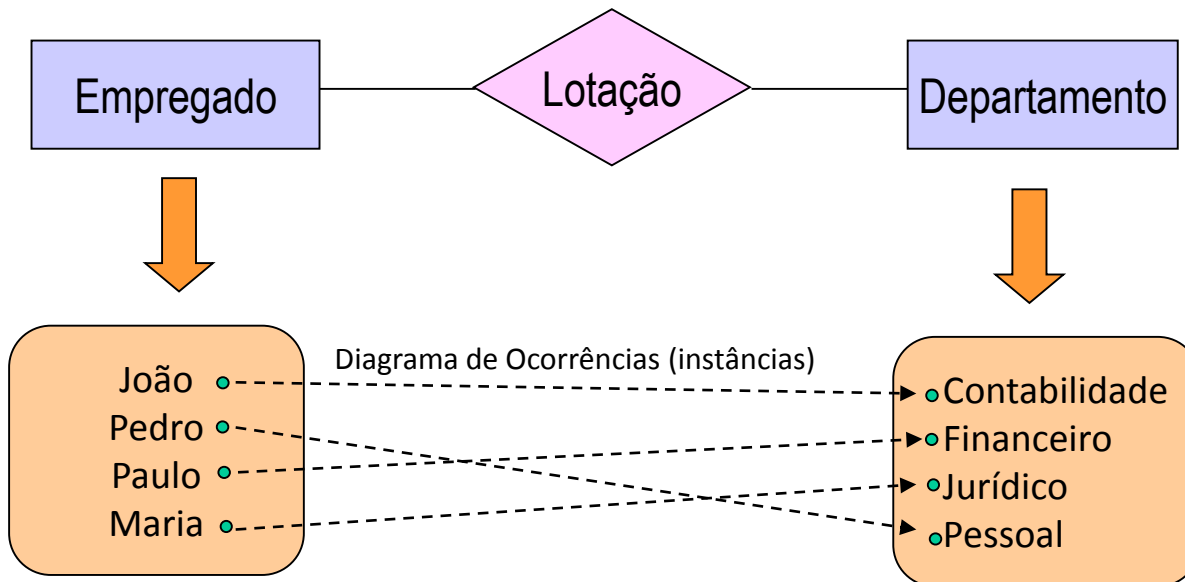 Empregado
Lotação
Departamento
Diagrama de Ocorrências (instâncias)
João
Pedro
Paulo
Maria
Contabilidade
Financeiro
Jurídico
Pessoal